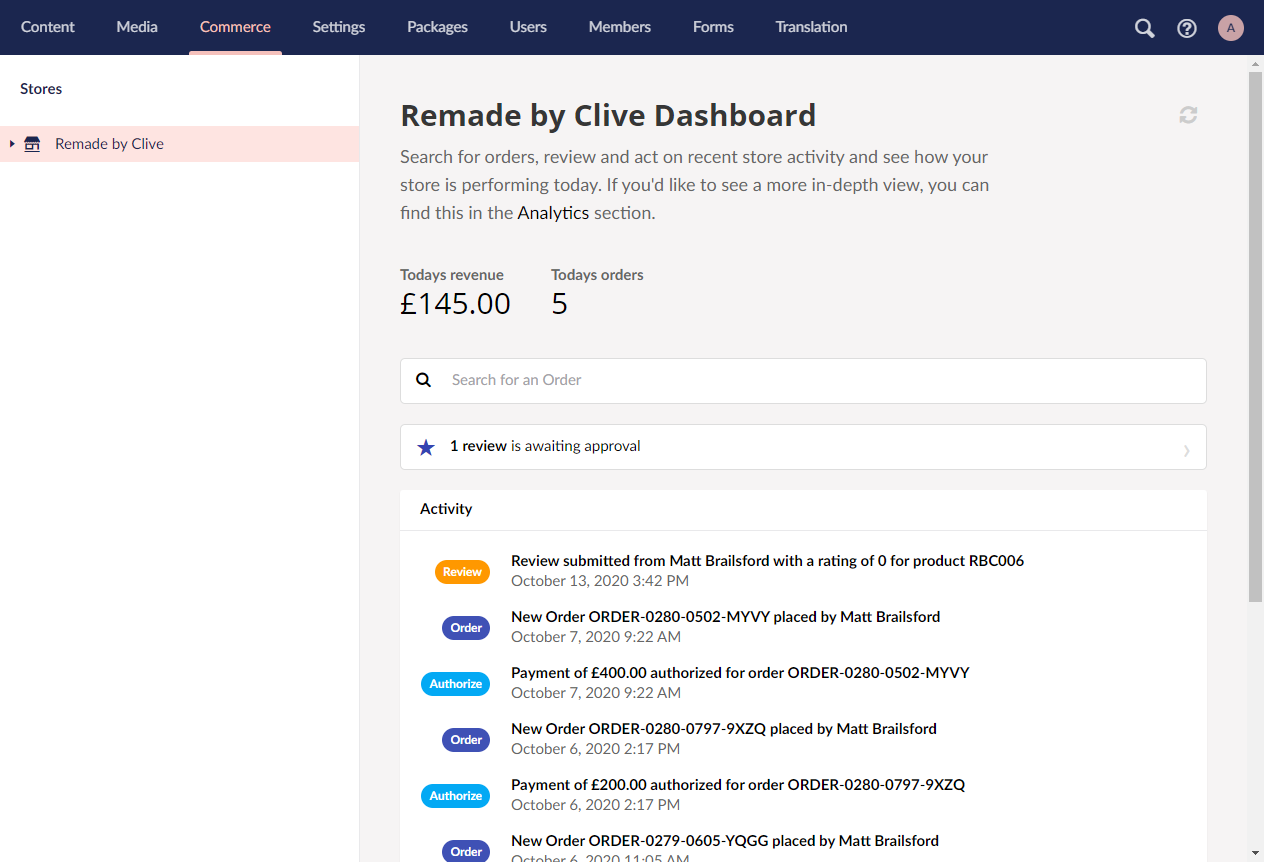 Content Media Commerce Settings Packages Users Members Forms Translation A
Stores
Remade by Clive
Remade by Clive Dashboard
Search for orders, review and act on recent store activity and see how your
store is performing today. If you'd like to see a more in-depth view, you can
find this in the Analytics section.
Todays revenue Todays orders
£145.00 5
Search for an Order
1 review is awaiting approval
Activity
Review submitted from Matt Brailsford with a rating of 0 for product RBC006
Review
October 13, 2020 3:42 PM
New Order ORDER-0280-0502-MYVY placed by Matt Brailsford
Order
October 7, 2020 9:22 AM
Payment of £400.00 authorized for order ORDER-0280-0502-MYVY
Authorize
October 7, 2020 9:22 AM
New Order ORDER-0280-0797-9XZQ placed by Matt Brailsford
Order
October 6, 2020 2:17 PM
Payment of £200.00 authorized for order ORDER-0280-0797-9XZQ
Authorize
October 6, 2020 2:17 PM
New Order ORDER-0279-0605-YQGG placed by Matt Brailsford
Order
October 6, 2020 11:05 AM